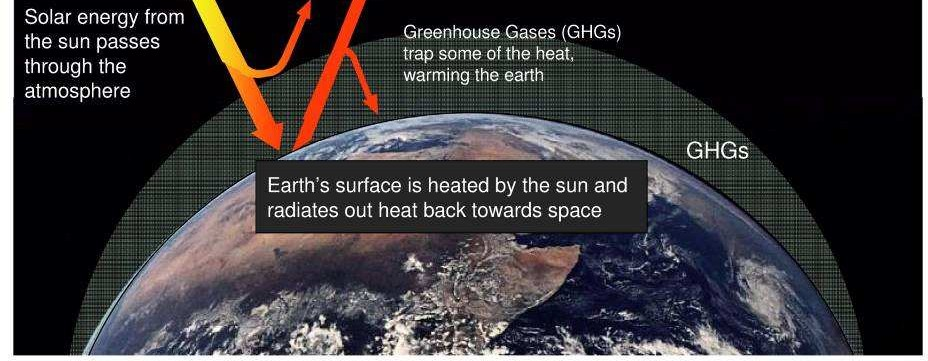 Solar energy from
the sun passes
through the
atmosphere
Greenhouse Gases (GHGs)
trap some of the heat,
warming the earth
GHGs
Earth's surface is heated by the sun and
radiates out heat back towards space